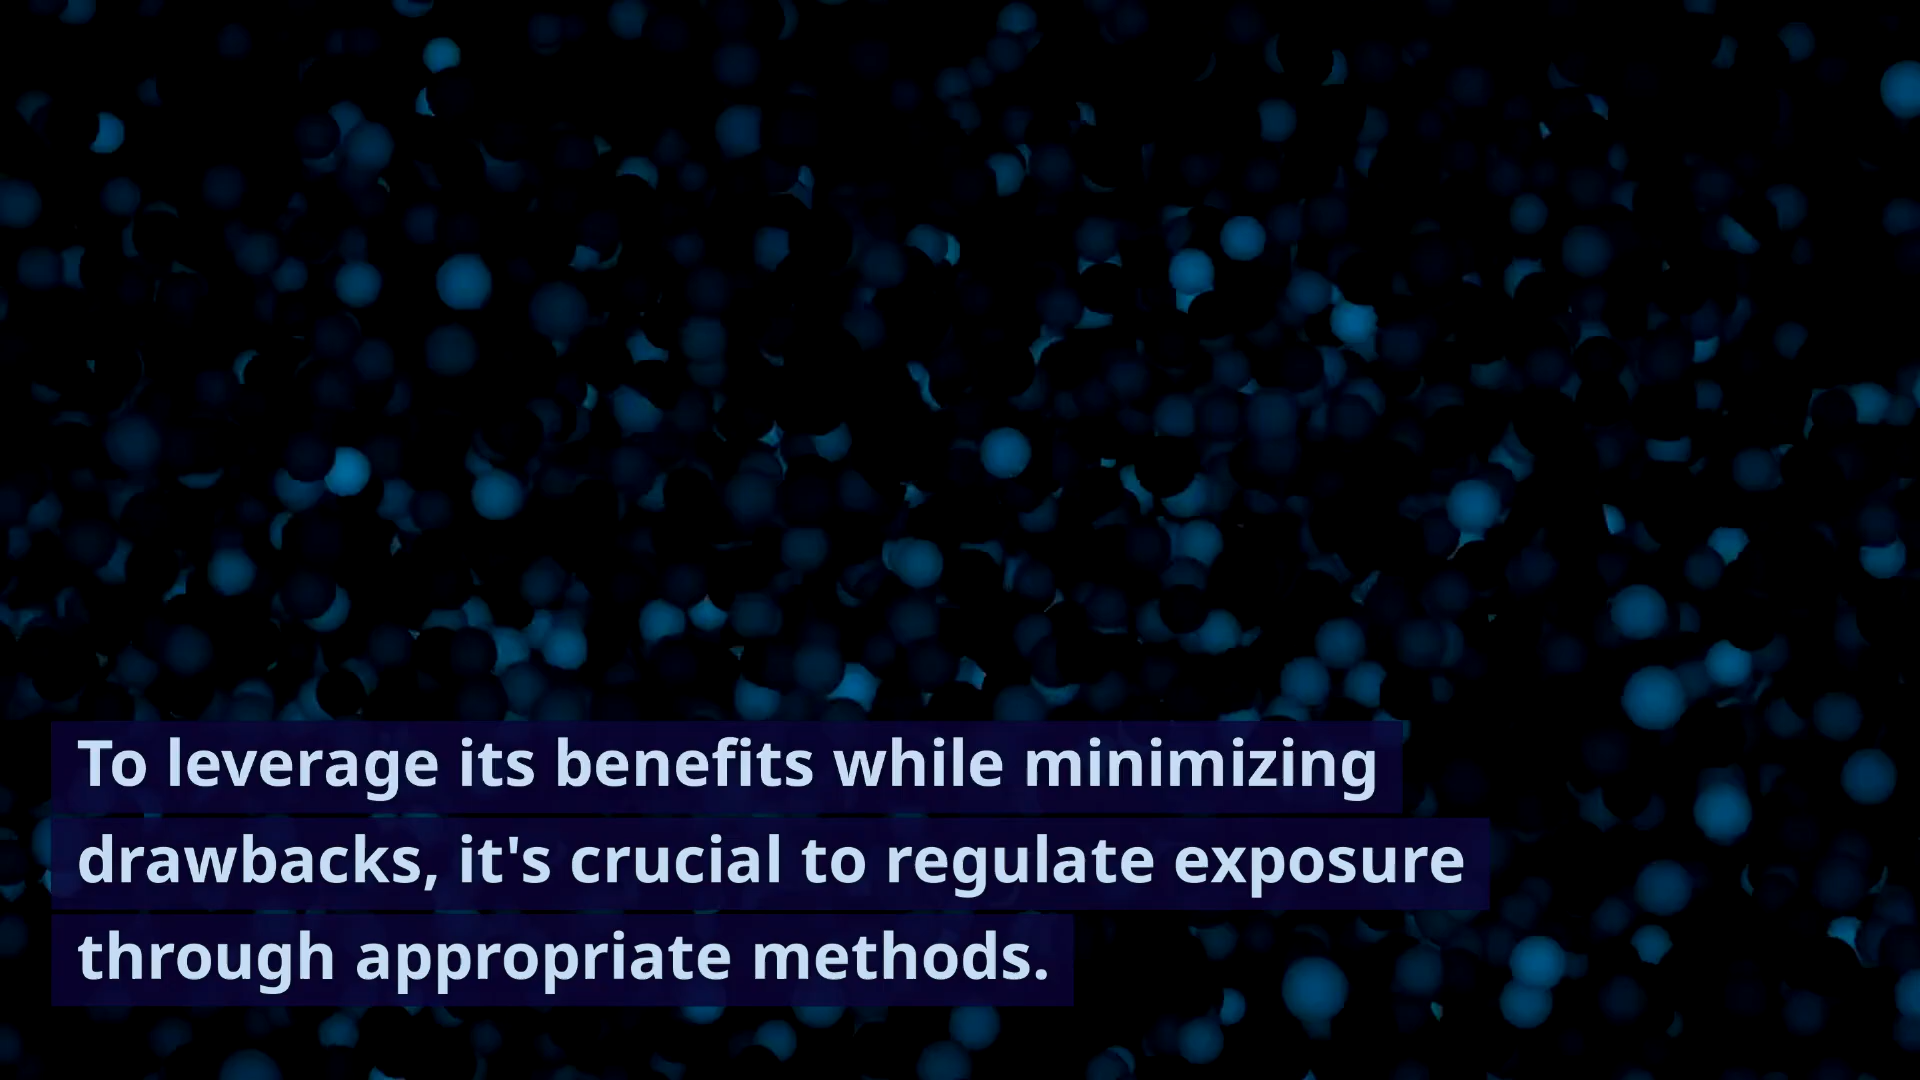 To leverage its benefits while minimizing
drawbacks, it's crucial to regulate exposure
through appropriate methods.